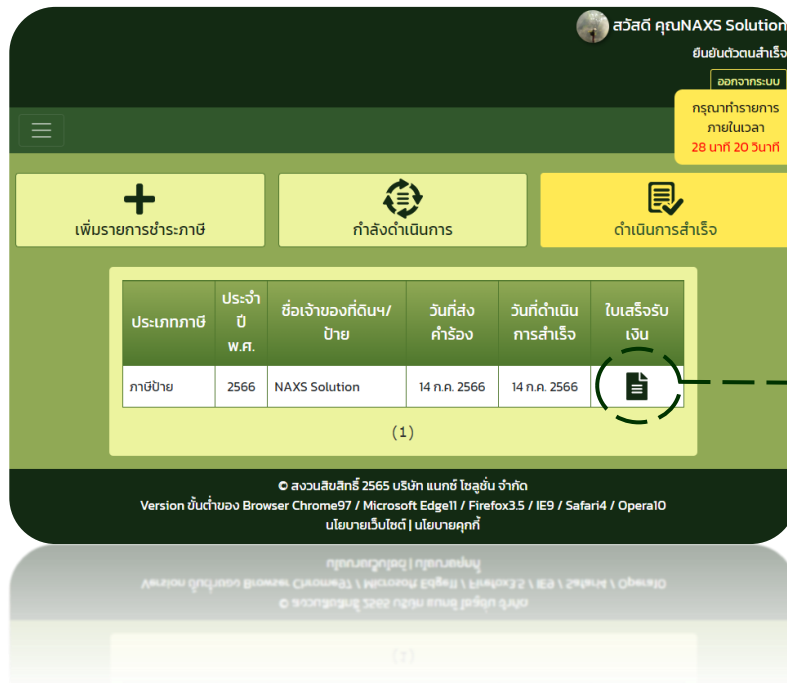 สวัสดี คุณNAXS Solution
ยืนยันตัวตนสำเร็จ
ออกจากระบบ
กรุณาทำรายการ
ภายในเวลา
28 นาที 20 วินาที
เพิ่มรายการชำระภาษี
กำลังดำเนินการ
ดำเนินการสำเร็จ
ประเภทภาษี
ประจำ
ปี
พ.ศ.
ชื่อเจ้าของที่ดินฯ/
ป้าย
วันที่ส่ง
คำร้อง
วันที่ดำเนิน
การสำเร็จ
ใบเสร็จรับ
เงิน
ภาษีป้าย 2566 NAXS Solution 14 ก.ค. 2566 14 ก.ค. 2566
(1)
© สงวนสิขสิทธิ์ 2565 บริษัท แนกซ์ โซลูชั่น จำกัด
Version ขั้นต่ำของ Browser Chrome97 / Microsoft Edge11 / Firefox3.5 / IE9 / Safari4 / Opera10
นโยบายเว็บไซต์ | นโยบายคุกกี้